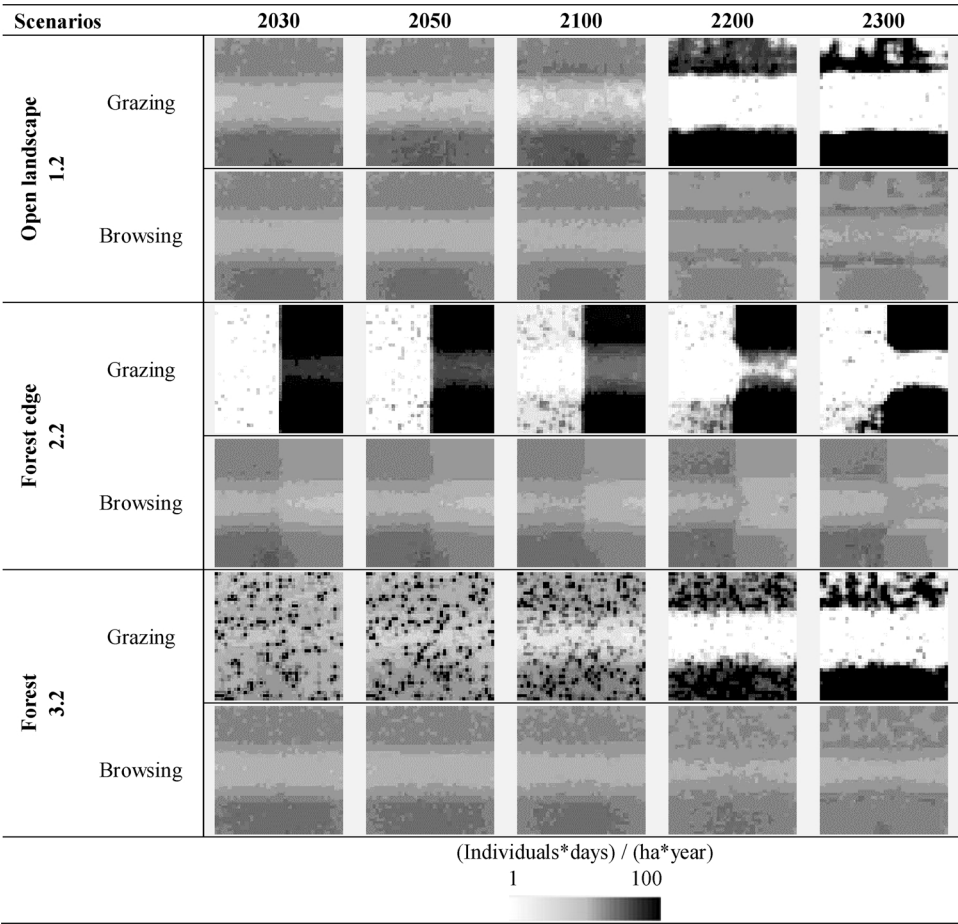 Scenarios 2030 2050 2100 2200 2300
Open landscape
1.2
Grazing
Browsing
Forest edge
2.2
Grazing
Browsing
Forest
3.2
Grazing
Browsing
(Individuals*days) / (ha*year)
1 100